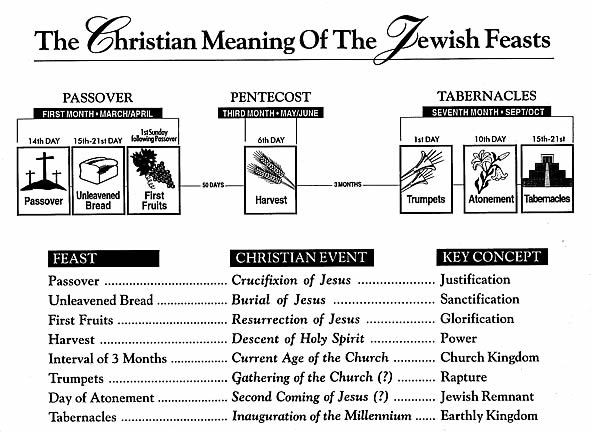 The Christian Meaning Of The Jewish Feasts
PASSOVER
FIRST MONTH • MARCH/APRIL
14th DAY 15th-21st DAY 1st Sunday following Passover
Passover Unleavened Bread First Fruits
50 DAYS
PENTECOST
THIRD MONTH • MAY/JUNE
6th DAY
Harvest
3 MONTHS
TABERNACLES
SEVENTH MONTH • SEPT/OCT
1st DAY 10th DAY 15th-21st
Trumpets Atonement Tabernacles
FEAST CHRISTIAN EVENT KEY CONCEPT
Passover .................................. Crucifixion of Jesus ...................... Justification
Unleavened Bread .................... Burial of Jesus ............................ Sanctification
First Fruits ............................... Resurrection of Jesus ................... Glorification
Harvest .................................... Descent of Holy Spirit .................. Power
Interval of 3 Months ................ Current Age of the Church ............ Church Kingdom
Trumpets ................................. Gathering of the Church (?) ........... Rapture
Day of Atonement .................... Second Coming of Jesus (?) ............ Jewish Remnant
Tabernacles .............................. Inauguration of the Millennium ...... Earthly Kingdom